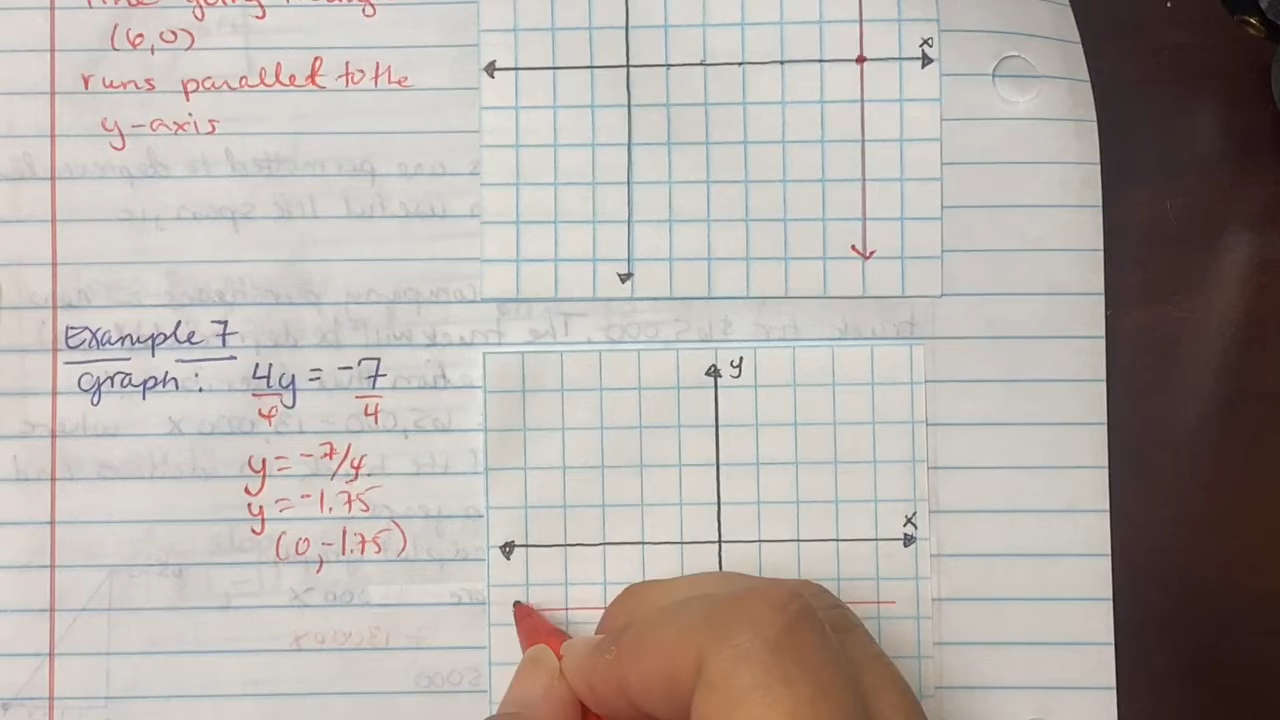 (6,0)
runs parallel to the
y-axis
x
Example 7
graph: 4y = -7
4 4
y = -7/4
y = -1.75
(0, -1.75)
y
x